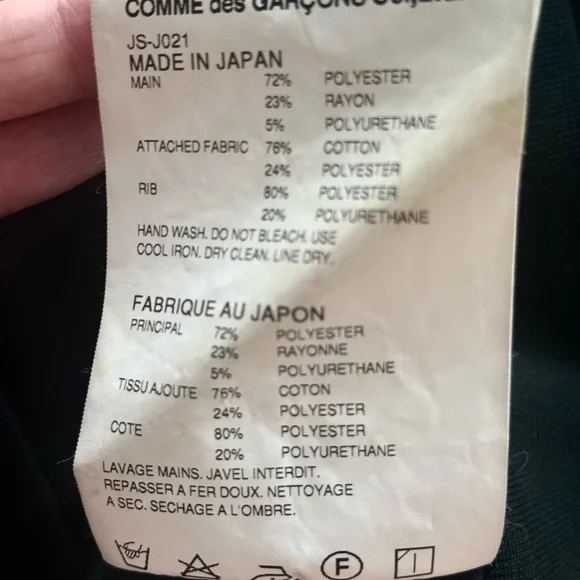 COMME des GARÇONS
JS-J021
MADE IN JAPAN
MAIN 72% POLYESTER
23% RAYON
5% POLYURETHANE
ATTACHED FABRIC 76% COTTON
24% POLYESTER
RIB 80% POLYESTER
20% POLYURETHANE
HAND WASH. DO NOT BLEACH. USE
COOL IRON. DRY CLEAN. LINE DRY.
FABRIQUE AU JAPON
PRINCIPAL 72% POLYESTER
23% RAYONNE
5% POLYURETHANE
TISSU AJOUTE 76% COTON
24% POLYESTER
COTE 80% POLYESTER
20% POLYURETHANE
LAVAGE MAINS. JAVEL INTERDIT.
REPASSER A FER DOUX. NETTOYAGE
A SEC. SECHAGE A L'OMBRE.
F